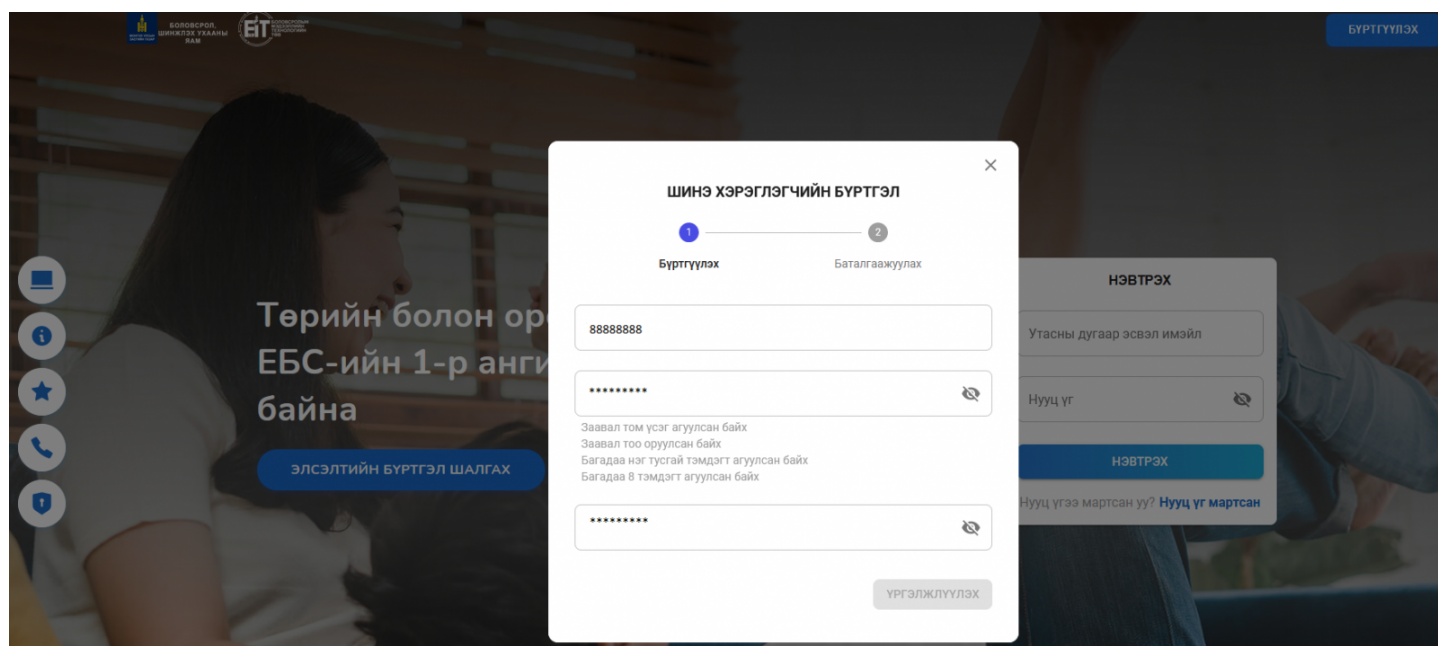 БОЛОВСРОЛ,
ШИНЖЛЭХ УХААНЫ
ЯАМ
БҮРТГҮҮЛЭХ
ШИНЭ ХЭРЭГЛЭГЧИЙН БҮРТГЭЛ
1
2
Бүртгүүлэх
Баталгаажуулах
88888888
*********
Заавал том үсэг агуулсан байх
Заавал тоо оруулсан байх
Багадаа нэг тусгай тэмдэгт агуулсан байх
Багадаа 8 тэмдэгт агуулсан байх
*********
ҮРГЭЛЖЛҮҮЛЭХ
Төрийн болон ор
ЕБС-ийн 1-р анги
байна
ЭЛСЭЛТИЙН БҮРТГЭЛ ШАЛГАХ
НЭВТРЭХ
Утасны дугаар эсвэл имэйл
Нууц үг
НЭВТРЭХ
Нууц үгээ мартсан уу? Нууц үг мартсан